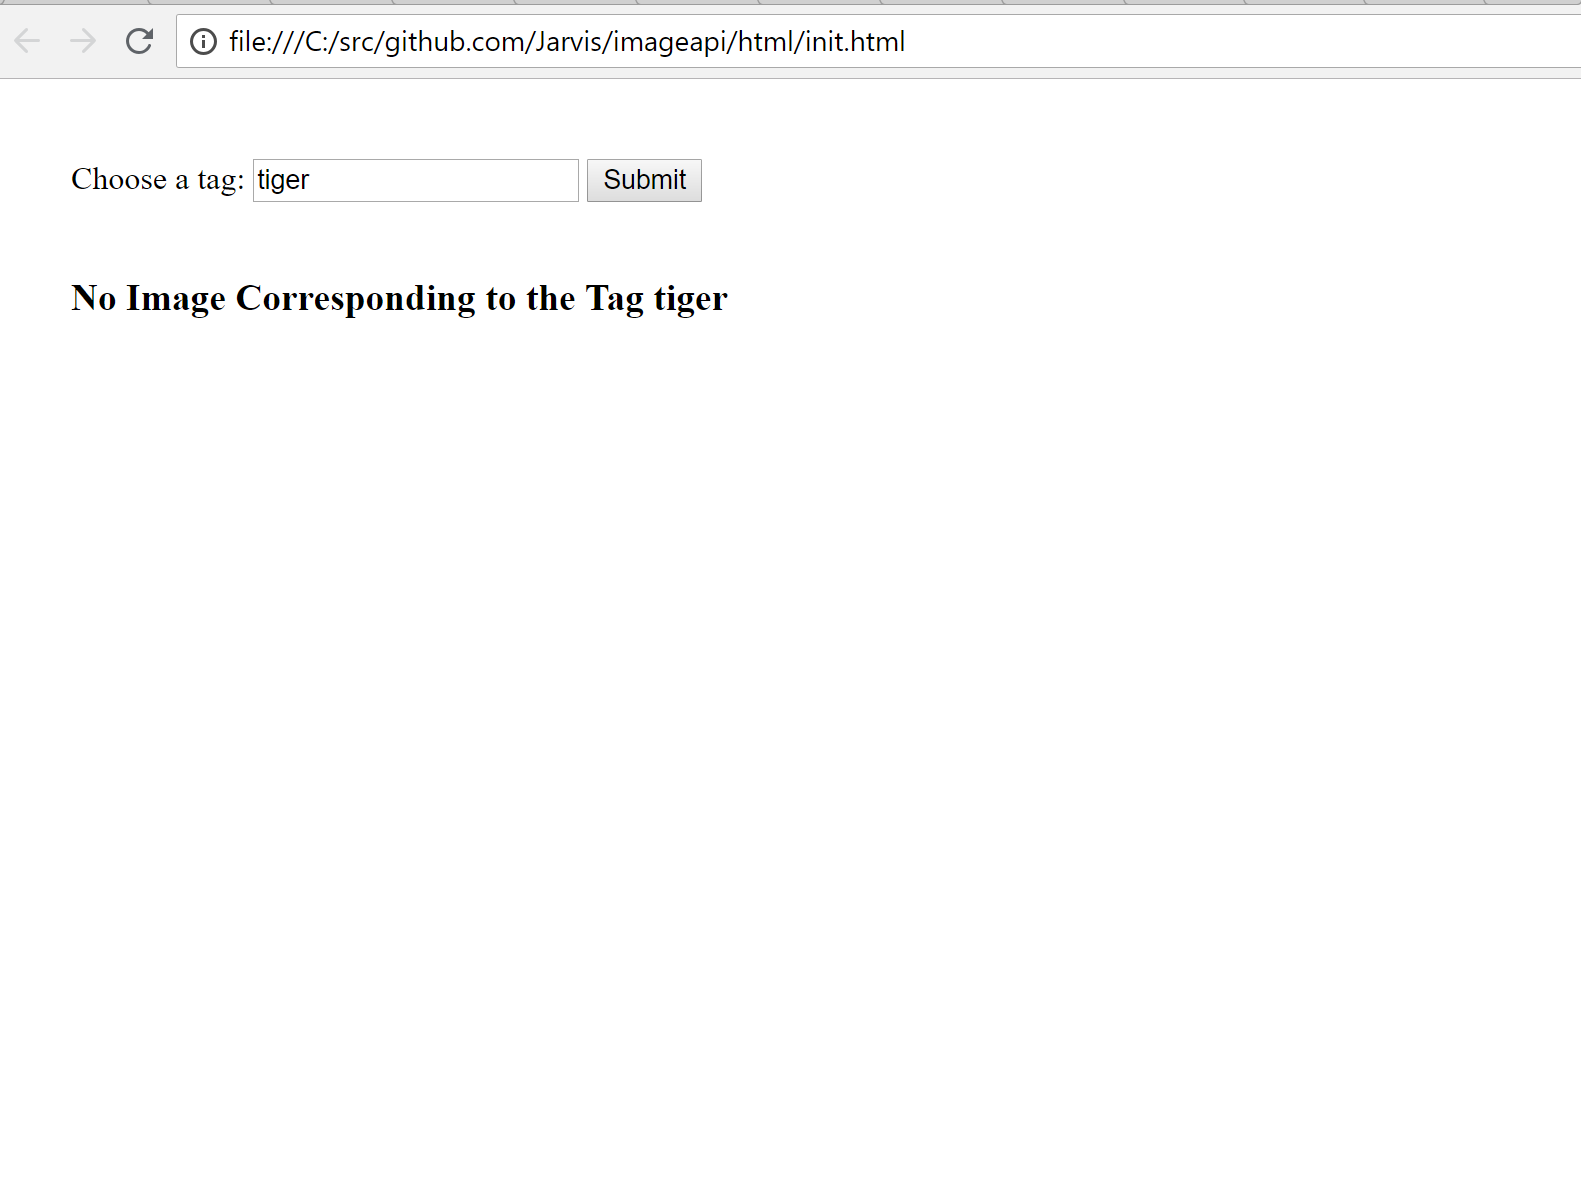 file:///C:/src/github.com/Jarvis/imageapi/html/init.html
Choose a tag: tiger Submit
No Image Corresponding to the Tag tiger